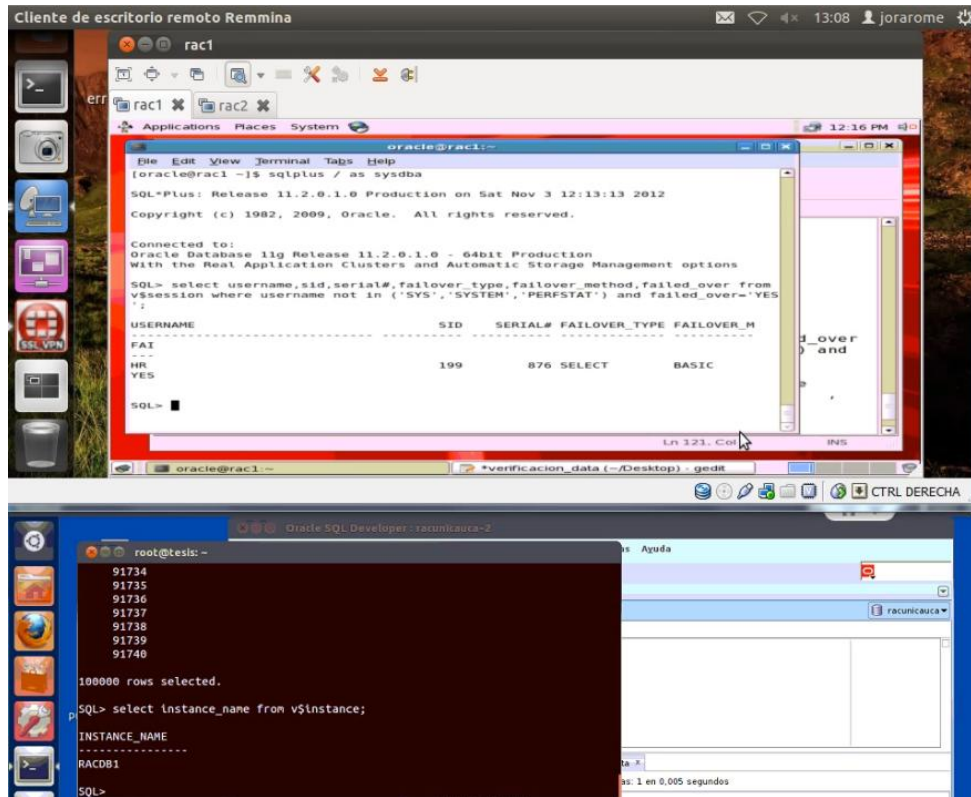 Cliente de escritorio remoto Remmina
13:08 jorarome
rac1
err
rac1 rac2
Applications Places System 12:16 PM
oracle@rac1:~
File Edit View Terminal Tabs Help
[oracle@rac1 ~]$ sqlplus / as sysdba
SQL*Plus: Release 11.2.0.1.0 Production on Sat Nov 3 12:13:13 2012
Copyright (c) 1982, 2009, Oracle. All rights reserved.
Connected to:
Oracle Database 11g Release 11.2.0.1.0 - 64bit Production
With the Real Application Clusters and Automatic Storage Management options
SQL> select username,sid,serial#,failover_type,failover_method,failed_over from
v$session where username not in ('SYS','SYSTEM','PERFSTAT') and failed_over='YES
';
USERNAME SID SERIAL# FAILOVER_TYPE FAILOVER_M
------------------------------ ---------- ---------- ------------- ----------
FAI
---
HR 199 876 SELECT BASIC
YES
SQL>
d_over
) and
SSL VPN
Ln 121, Col
INS
oracle@rac1:~
*verificacion_data (~/Desktop) - gedit
CTRL DERECHA
Oracle SQL Developer : racunicauca~2
root@tesis: ~
Ayuda
91734
91735
91736
91737
91738
91739
91740
racunicauca
100000 rows selected.
SQL> select instance_name from v$instance;
INSTANCE_NAME
----------------
RACDB1
SQL>
ta x
as: 1 en 0,005 segundos